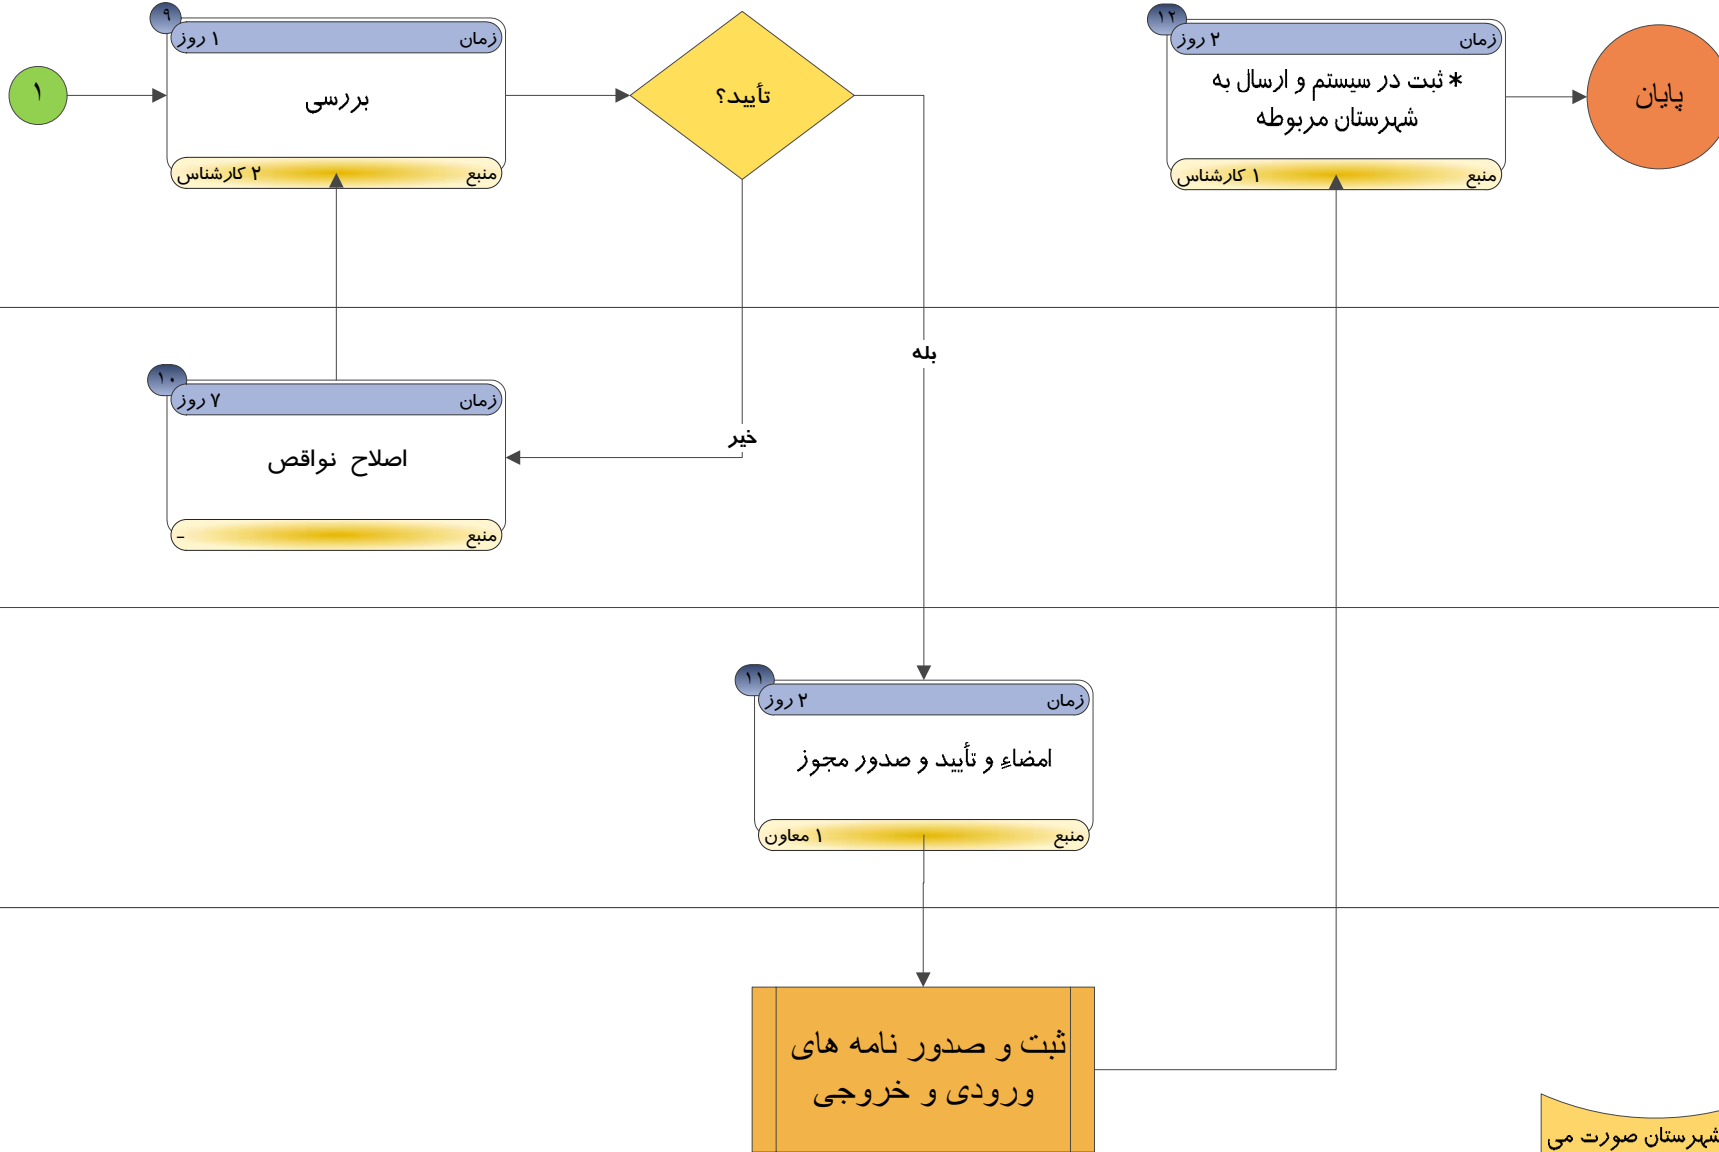 ۱
۹
زمان ۱ روز
بررسی
منبع ۲ کارشناس
تأیید؟
۱۲
زمان ۲ روز
* ثبت در سیستم و ارسال به
شهرستان مربوطه
منبع ۱ کارشناس
پایان
بله
خیر
۱۰
زمان ۷ روز
اصلاح نواقص
منبع -
۱۱
زمان ۲ روز
امضاءِ و تأیید و صدور مجوز
منبع ۱ معاون
ثبت و صدور نامه های
ورودی و خروجی
شهرستان صورت می